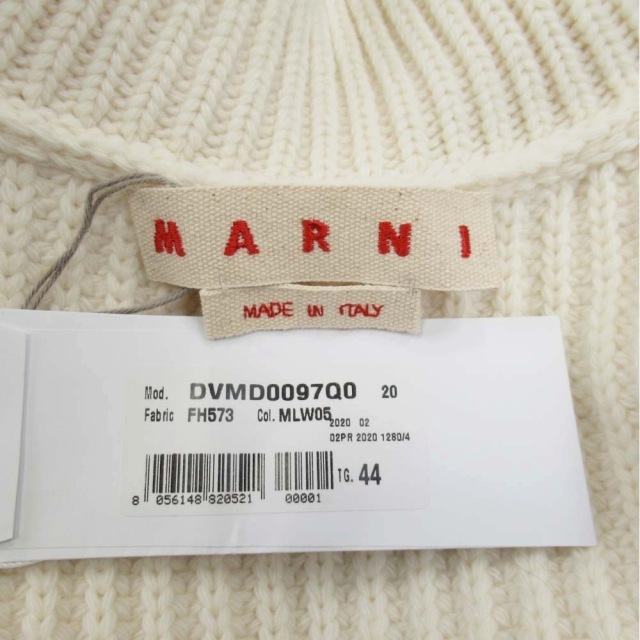 MARNI
MADE IN ITALY
Mod. DVMD0097Q0 20
Fabric FH573 Col. MLW05
2020 02
02PR 2020 1280/4
TG. 44
8 056148 820521 00001